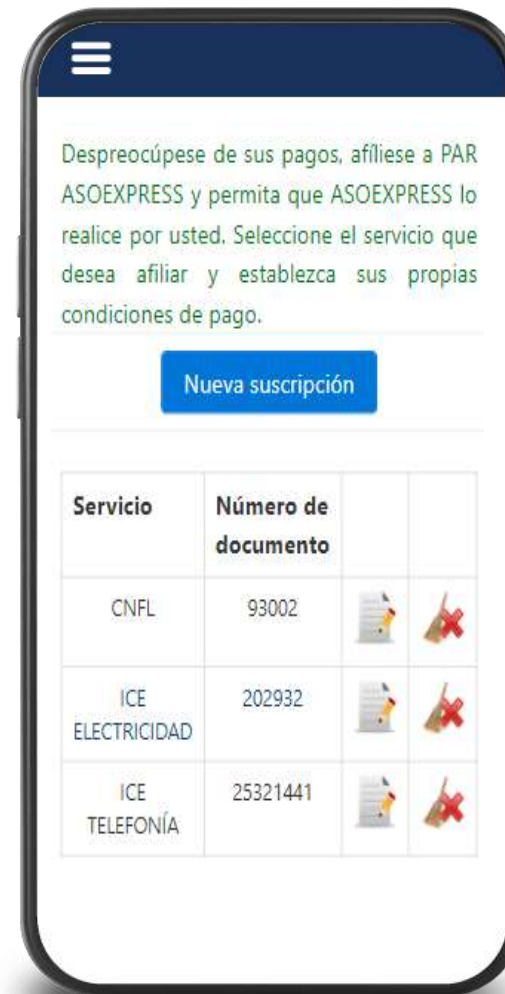 Despreocúpese de sus pagos, afíliese a PAR
ASOEXPRESS y permita que ASOEXPRESS lo
realice por usted. Seleccione el servicio que
desea afiliar y establezca sus propias
condiciones de pago.
Nueva suscripción
Servicio Número de
documento
CNFL 93002
ICE 202932
ELECTRICIDAD
ICE 25321441
TELEFONÍA